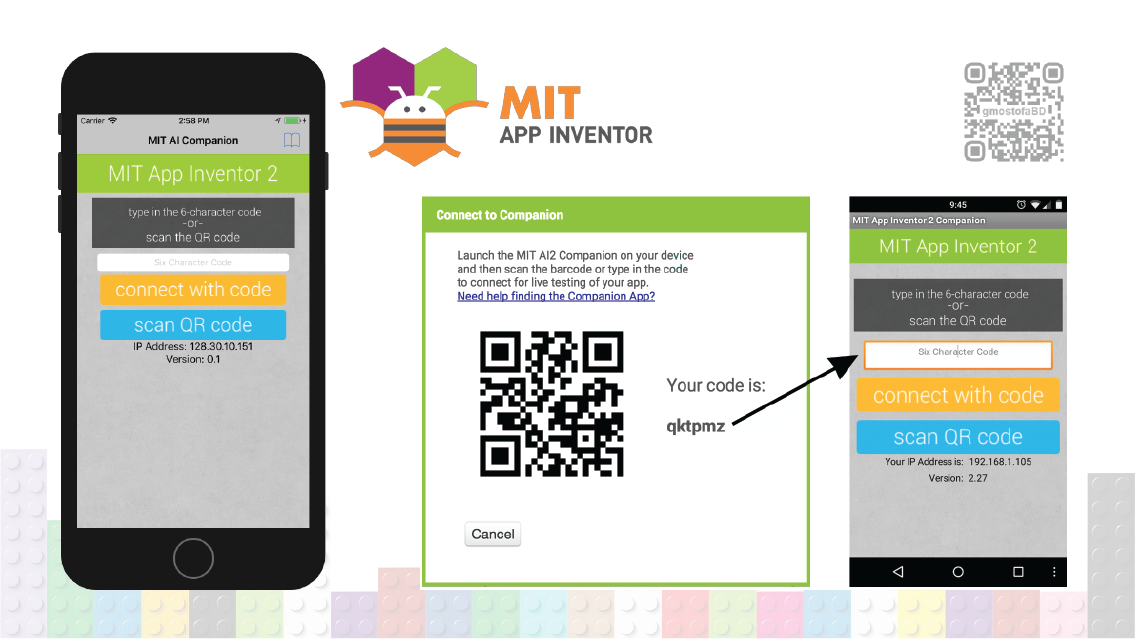 Carrier
2:58 PM
MIT AI Companion
MIT App Inventor 2
type in the 6-character code
-or-
scan the QR code
Six Character Code
connect with code
scan QR code
IP Address: 128.30.10.151
Version: 0.1
MIT
APP INVENTOR
gmostofaBD
Connect to Companion
Launch the MIT AI2 Companion on your device
and then scan the barcode or type in the code
to connect for live testing of your app.
Need help finding the Companion App?
Your code is:
qktpmz
Cancel
9:45
MIT App Inventor 2 Companion
MIT App Inventor 2
type in the 6-character code
-or-
scan the QR code
Six Character Code
connect with code
scan QR code
Your IP Address is: 192.168.1.105
Version: 2.27